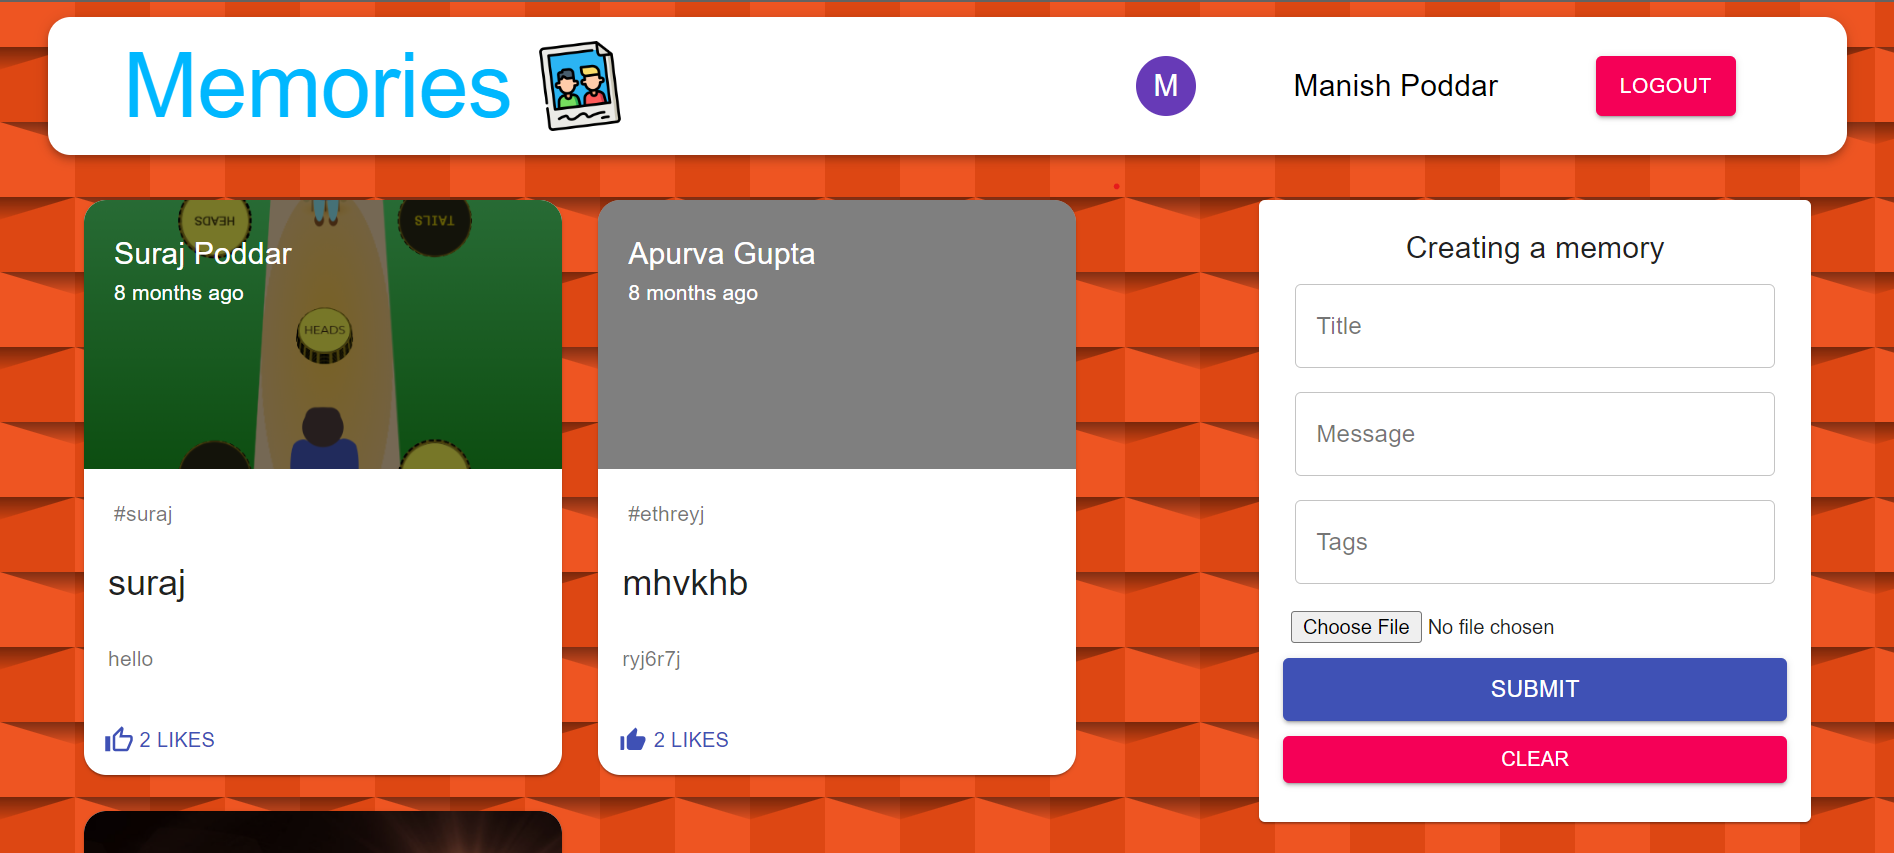 Memories
M
Manish Poddar
LOGOUT
HEADS
TAILS
Suraj Poddar
8 months ago
HEADS
#suraj
suraj
hello
2 LIKES
Apurva Gupta
8 months ago
#ethreyj
mhvkhb
ryj6r7j
2 LIKES
Creating a memory
Title
Message
Tags
Choose File No file chosen
SUBMIT
CLEAR